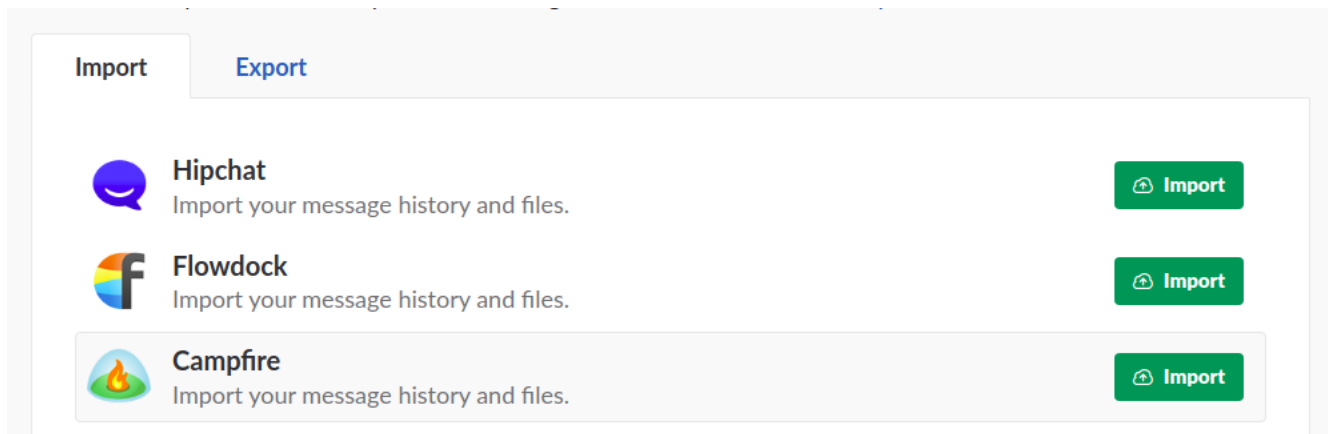 Import
Export
Hipchat
Import your message history and files.
Import
Flowdock
Import your message history and files.
Import
Campfire
Import your message history and files.
Import